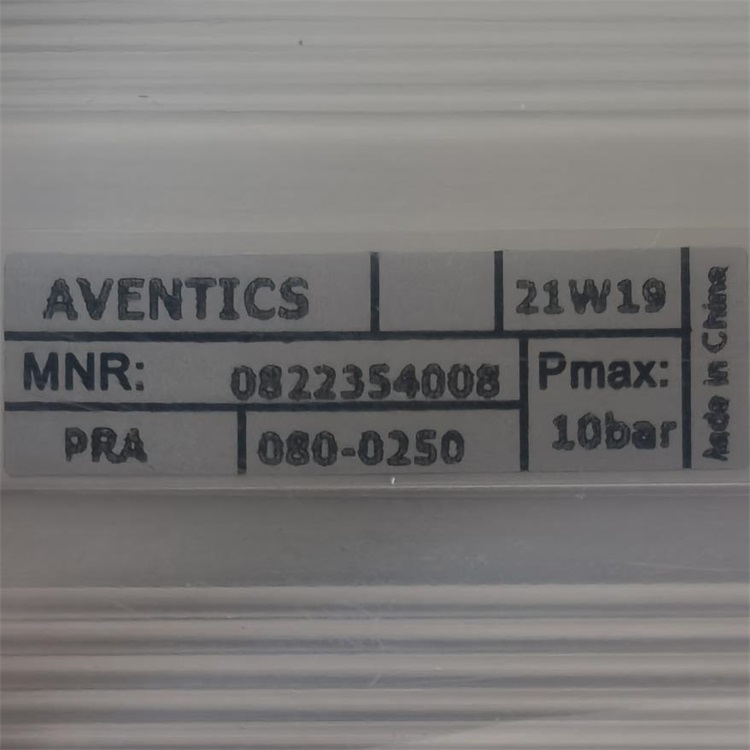 AVENTICS 21W19
MNR: 0822354008
Pmax:
10bar
PRA 080-0250
Made in China